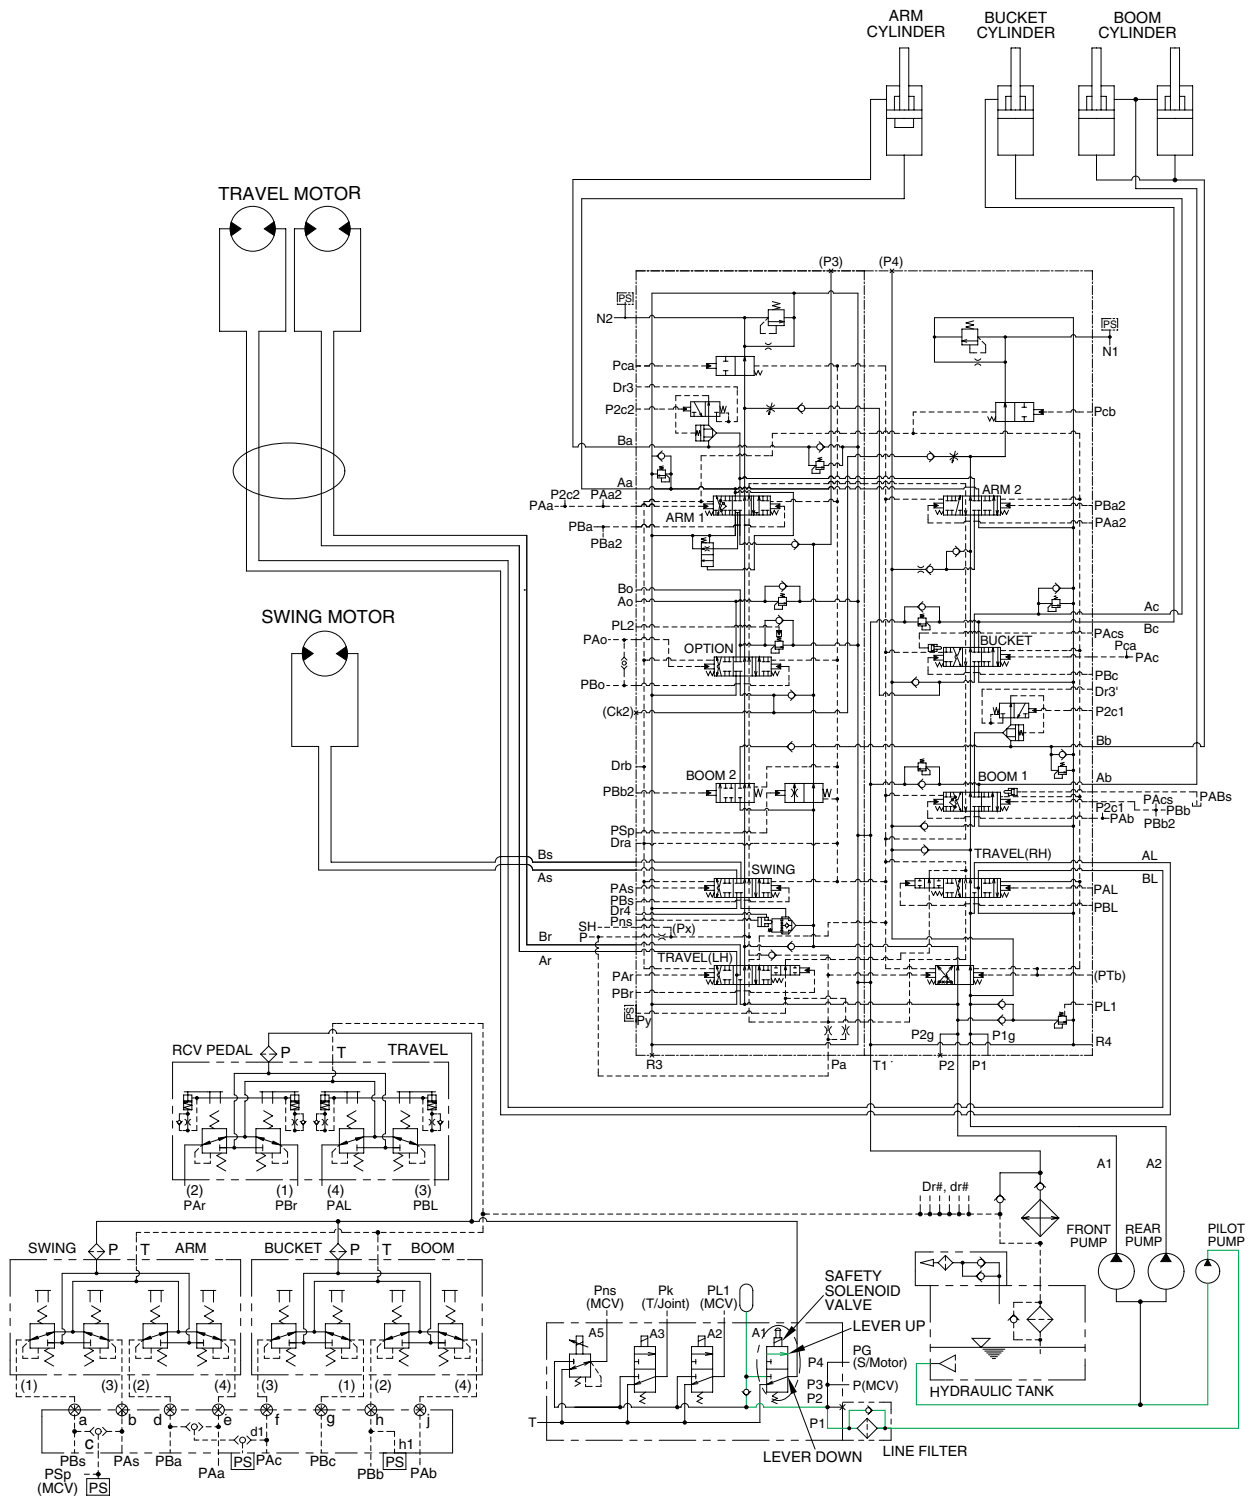 ARM
CYLINDER
BUCKET
CYLINDER
BOOM
CYLINDER
TRAVEL MOTOR
(P3)
(P4)
PS
N2
PS
N1
Pca
Dr3
P2c2
Pcb
Ba
Aa
P2c2
PAa2
PAa
ARM 1
ARM 2
PBa2
PBa
PBa2
PAa2
Bo
Ao
Ac
Bc
SWING MOTOR
PL2
PAo
OPTION
BUCKET
PAcs
Pca
PAc
PBo
PBc
Dr3'
(Ck2)
P2c1
Bb
Drb
BOOM 2
BOOM 1
Ab
PBb2
PABs
PAcs
P2c1
PBb
PAb
PBb2
PSp
Dra
Bs
As
SWING
TRAVEL(RH)
AL
BL
PAs
PBs
Dr4
Pns
SH
P
(Px)
PAL
PBL
Br
Ar
TRAVEL(LH)
PAr
PBr
(PTb)
PS
Py
PL1
P2g
P1g
R3
Pa
T1
P2
P1
R4
RCV PEDAL
P
T
TRAVEL
(2)
(1)
(4)
(3)
PAr
PBr
PAL
PBL
A1
A2
Dr#, dr#
FRONT
PUMP
REAR
PUMP
PILOT
PUMP
SWING
P
T
ARM
BUCKET
P
T
BOOM
(1)
(3)
(2)
(4)
(3)
(1)
(2)
(4)
a
b
d
e
f
g
h
j
c
d1
h1
PBs
PAs
PBa
PAa
PS
PAc
PBc
PBb
PS
PAb
PSp
(MCV)
PS
Pns
(MCV)
Pk
(T/Joint)
PL1
(MCV)
SAFETY
SOLENOID
VALVE
LEVER UP
A5
A3
A2
A1
P4
PG
(S/Motor)
P3
P(MCV)
P2
P1
T
LEVER DOWN
LINE FILTER
HYDRAULIC TANK